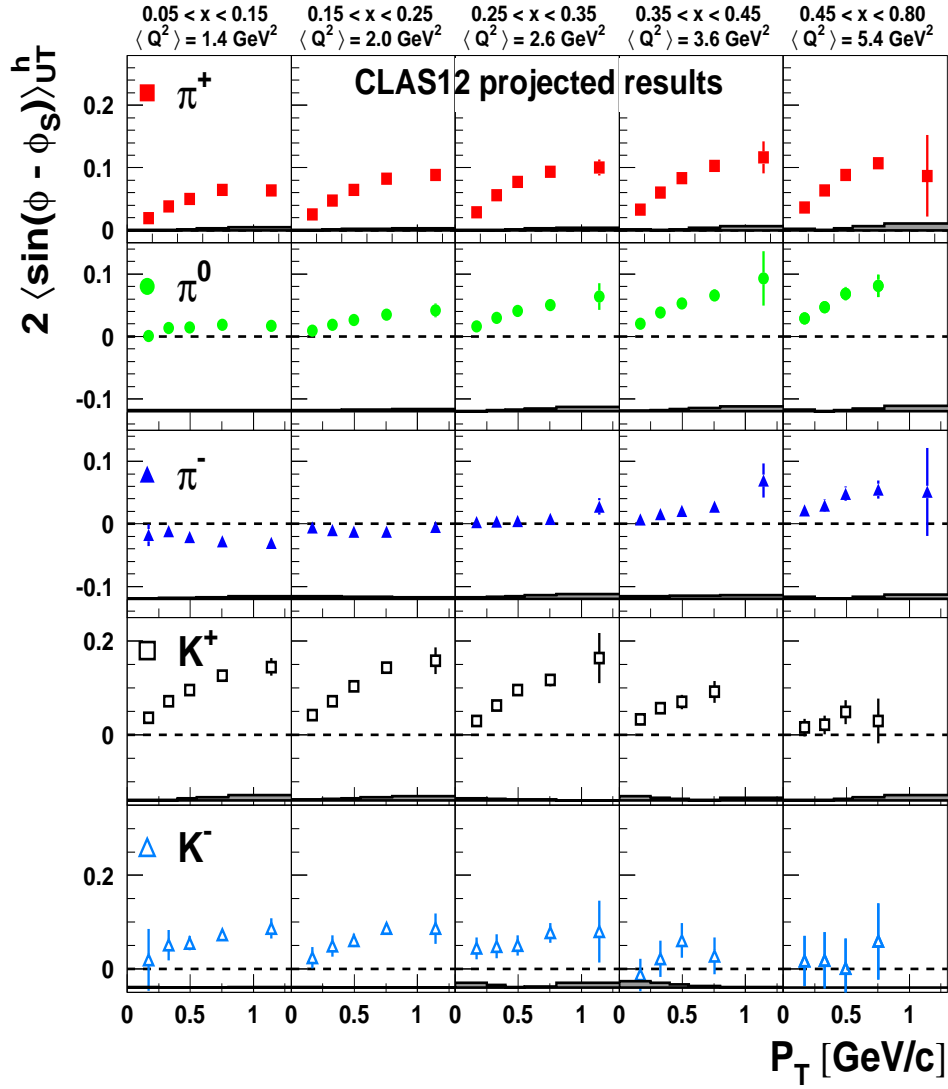 0.05 < x < 0.15 0.15 < x < 0.25 0.25 < x < 0.35 0.35 < x < 0.45 0.45 < x < 0.80
⟨ Q² ⟩ = 1.4 GeV² ⟨ Q² ⟩ = 2.0 GeV² ⟨ Q² ⟩ = 2.6 GeV² ⟨ Q² ⟩ = 3.6 GeV² ⟨ Q² ⟩ = 5.4 GeV²
2 ⟨sin(ϕ - ϕ_S)⟩_UT^h
CLAS12 projected results
π⁺
0.2
0.1
0
π⁰
0.1
0
-0.1
π⁻
0.1
0
-0.1
K⁺
0.2
0
K⁻
0.2
0
0 0.5 1 0 0.5 1 0 0.5 1 0 0.5 1 0 0.5 1
P_T [GeV/c]